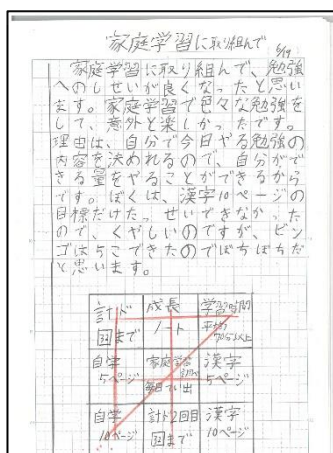 家庭学習に取り組んで
6/19
家庭学習に取り組んで、勉強
へのしせいが良くなったと思い
ます。家庭学習で色々な勉強を
して、意外と楽しかったです。
理由は、自分で今日やる勉強の
内容を決めれるので、自分がで
きる量をやることができるから
です。ぼくは、漢字10ページの
目標だけたっせいできなかった
ので、くやしいのですが、ビン
ゴは5こできたのでぼちぼちだ
と思います。
計ド 成長 学習時間
まで ノート 平均
70分以上
自学 家庭学習 漢字
5ページ 毎日てい出 5ページ
自学 計ド2回目 漢字
10ページ まで 10ページ